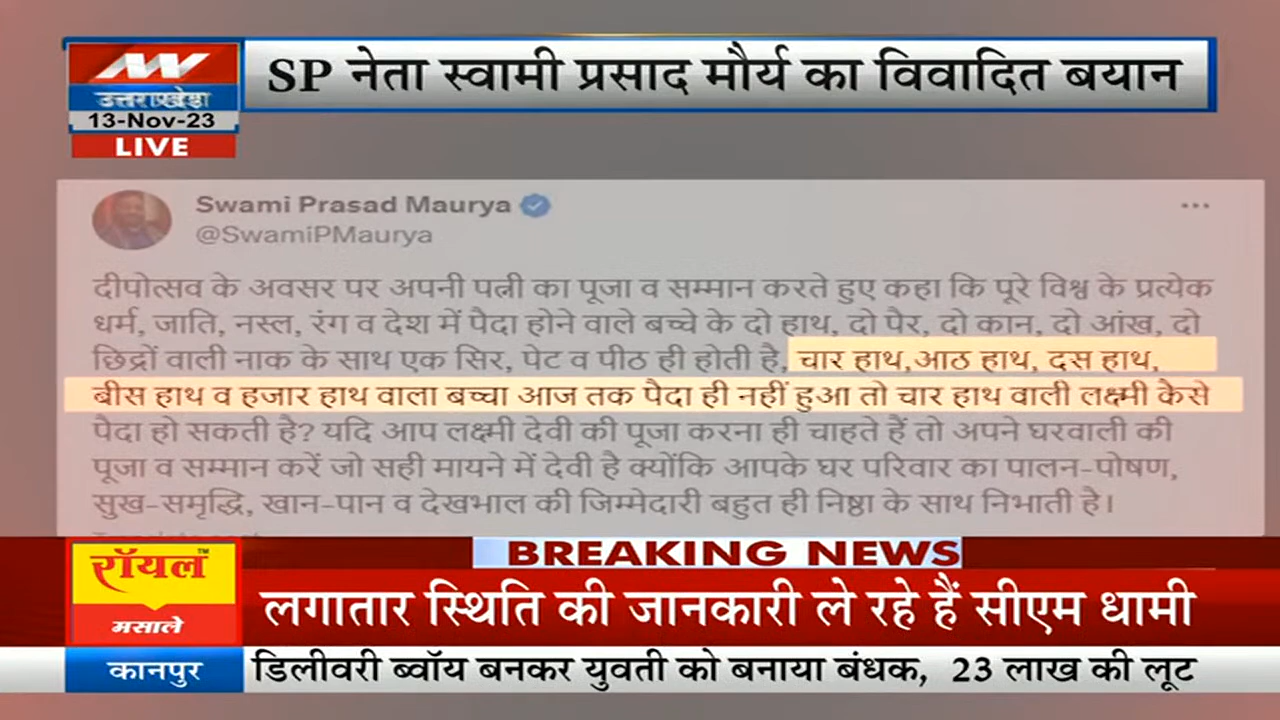 SP नेता स्वामी प्रसाद मौर्य का विवादित बयान
उत्तराखंड
13-Nov-23
LIVE
Swami Prasad Maurya
@SwamiPMaurya
दीपोत्सव के अवसर पर अपनी पत्नी का पूजा व सम्मान करते हुए कहा कि पूरे विश्व के प्रत्येक
धर्म, जाति, नस्ल, रंग व देश में पैदा होने वाले बच्चे के दो हाथ, दो पैर, दो कान, दो आंख, दो
छिद्रों वाली नाक के साथ एक सिर, पेट व पीठ ही होती है, चार हाथ,आठ हाथ, दस हाथ,
बीस हाथ व हजार हाथ वाला बच्चा आज तक पैदा ही नहीं हुआ तो चार हाथ वाली लक्ष्मी कैसे
पैदा हो सकती है? यदि आप लक्ष्मी देवी की पूजा करना ही चाहते हैं तो अपने घरवाली की
पूजा व सम्मान करें जो सही मायने में देवी है क्योंकि आपके घर परिवार का पालन-पोषण,
सुख-समृद्धि, खान-पान व देखभाल की जिम्मेदारी बहुत ही निष्ठा के साथ निभाती है।
BREAKING NEWS
रॉयल™
मसाले
लगातार स्थिति की जानकारी ले रहे हैं सीएम धामी
कानपुर
डिलीवरी ब्वॉय बनकर युवती को बनाया बंधक, 23 लाख की लूट